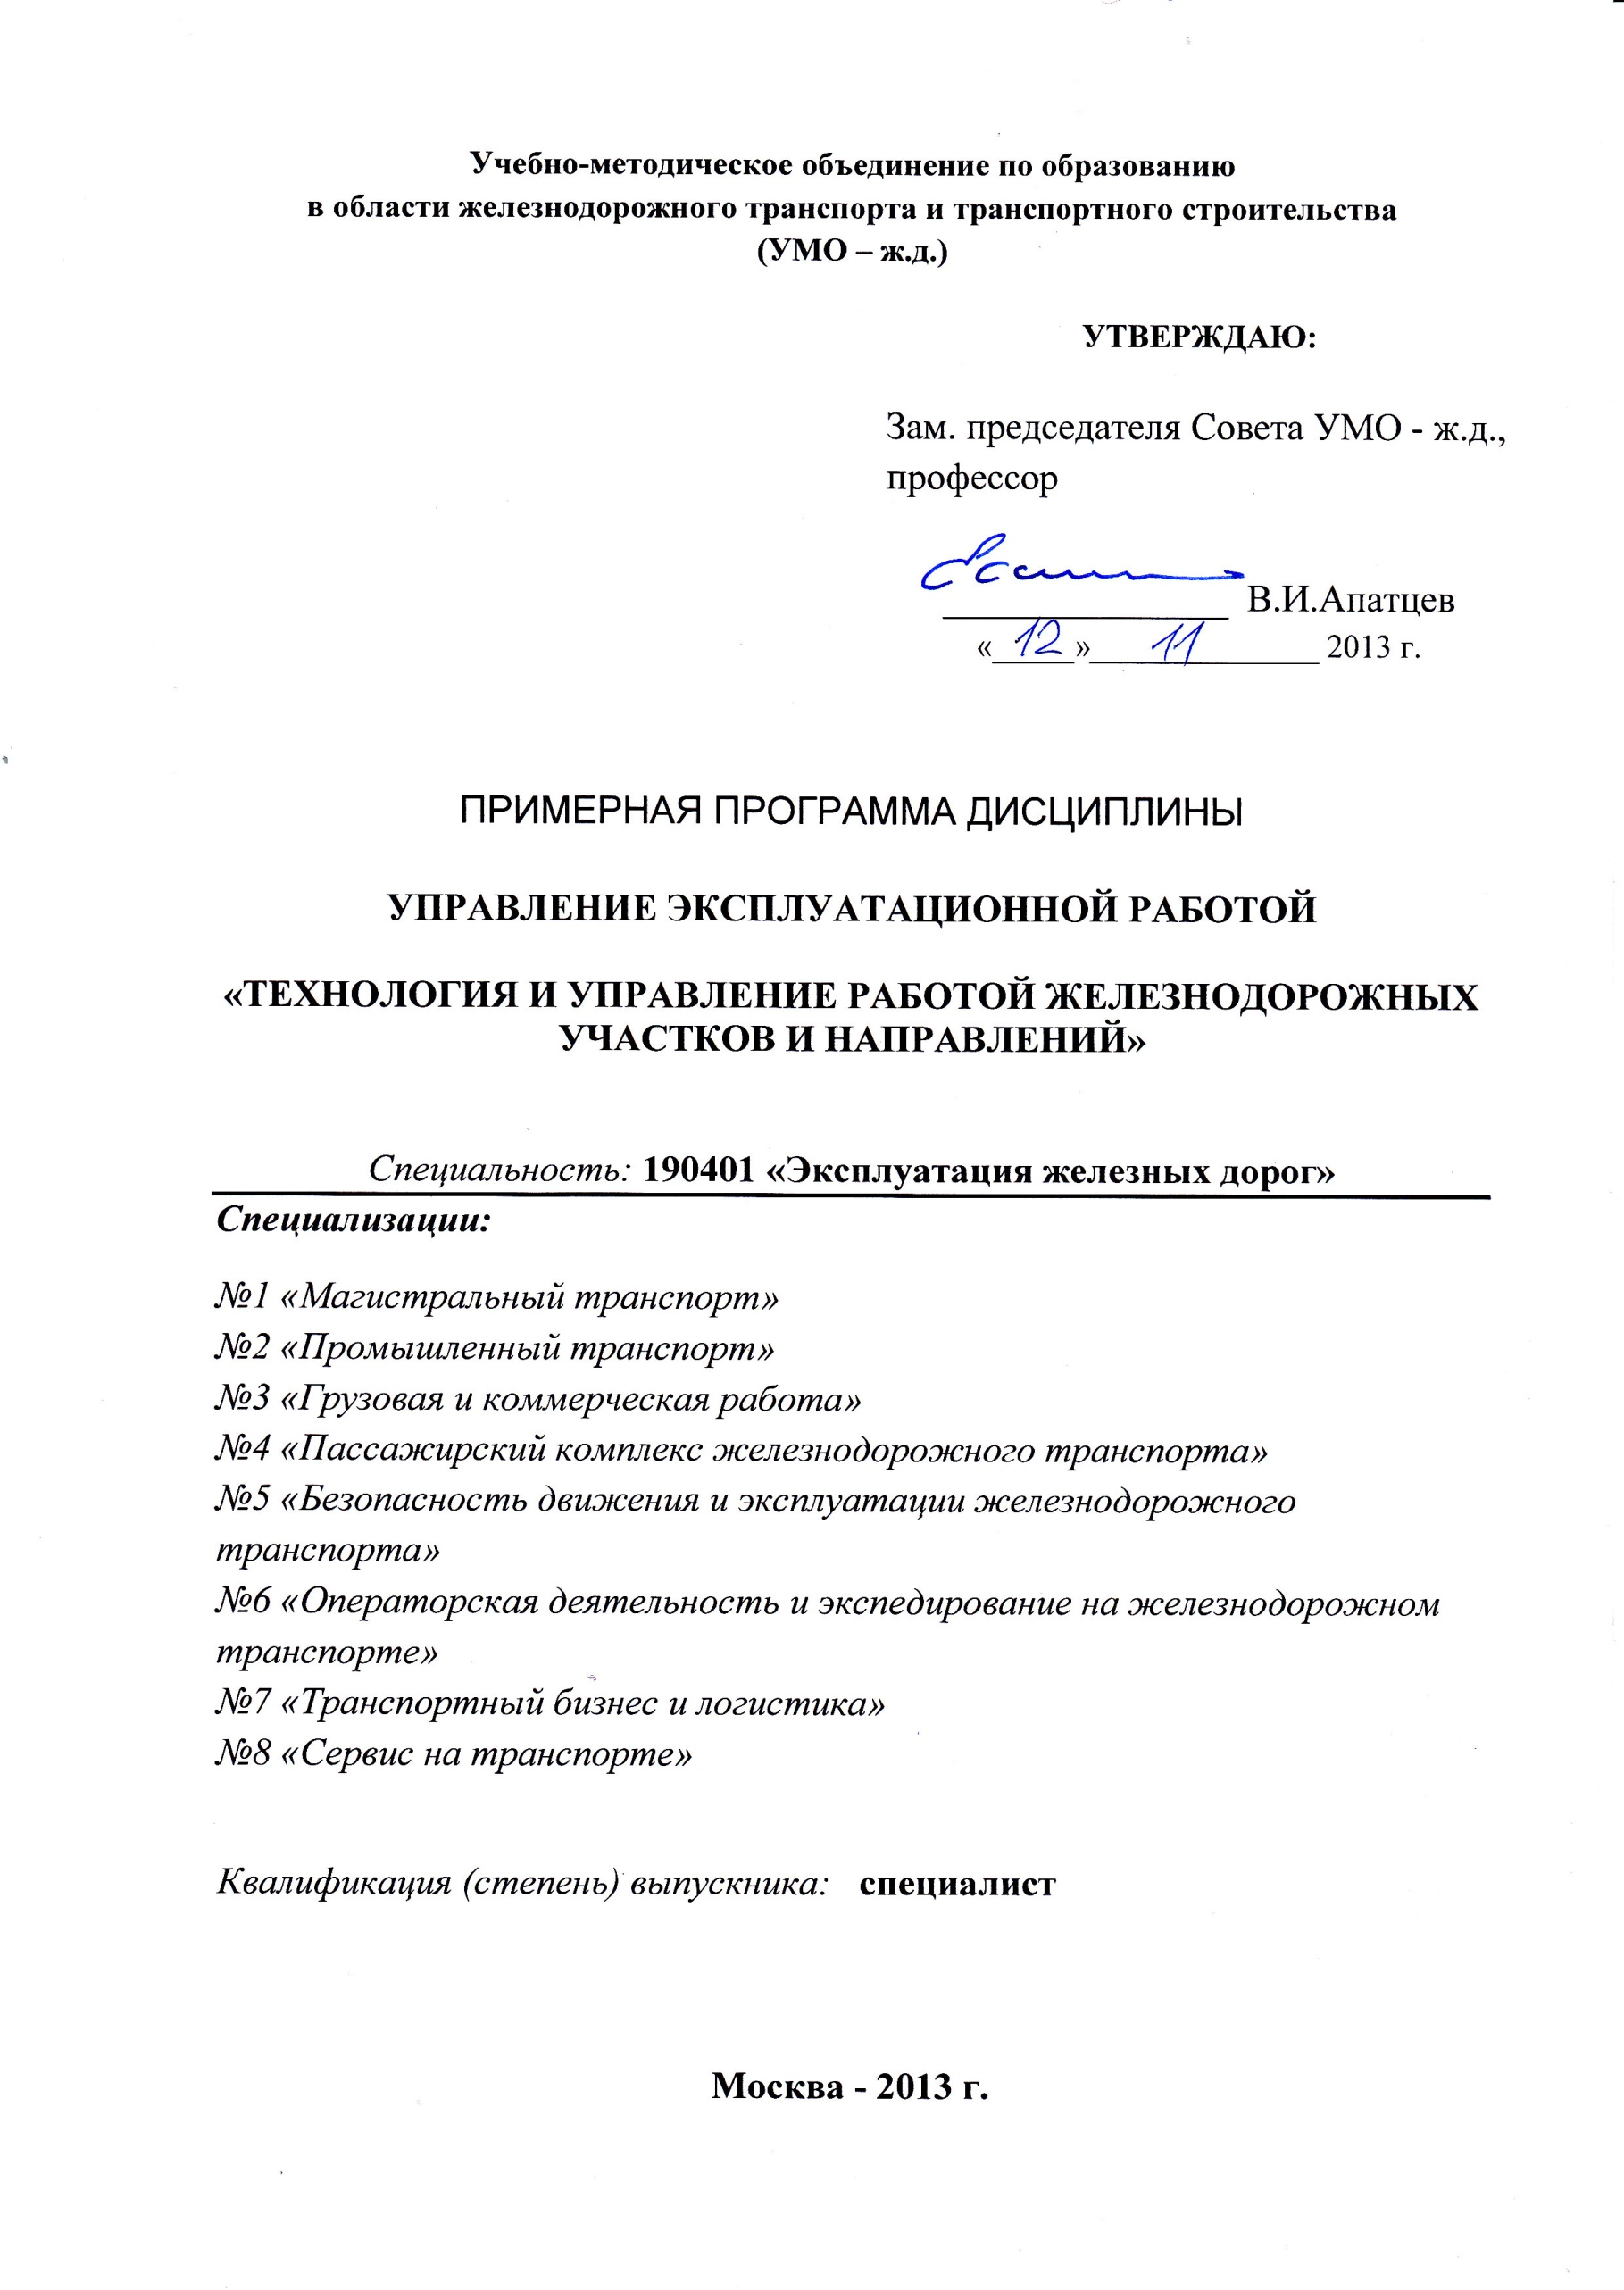 Учебно-методическое объединение по образованию
в области железнодорожного транспорта и транспортного строительства
(УМО – ж.д.)
УТВЕРЖДАЮ:
Зам. председателя Совета УМО - ж.д.,
профессор
В.И.Апатцев
«12» 11 2013 г.
ПРИМЕРНАЯ ПРОГРАММА ДИСЦИПЛИНЫ
УПРАВЛЕНИЕ ЭКСПЛУАТАЦИОННОЙ РАБОТОЙ
«ТЕХНОЛОГИЯ И УПРАВЛЕНИЕ РАБОТОЙ ЖЕЛЕЗНОДОРОЖНЫХ
УЧАСТКОВ И НАПРАВЛЕНИЙ»
Специальность: 190401 «Эксплуатация железных дорог»
Специализации:
№1 «Магистральный транспорт»
№2 «Промышленный транспорт»
№3 «Грузовая и коммерческая работа»
№4 «Пассажирский комплекс железнодорожного транспорта»
№5 «Безопасность движения и эксплуатации железнодорожного
транспорта»
№6 «Операторская деятельность и экспедирование на железнодорожном
транспорте»
№7 «Транспортный бизнес и логистика»
№8 «Сервис на транспорте»
Квалификация (степень) выпускника: специалист
Москва - 2013 г.